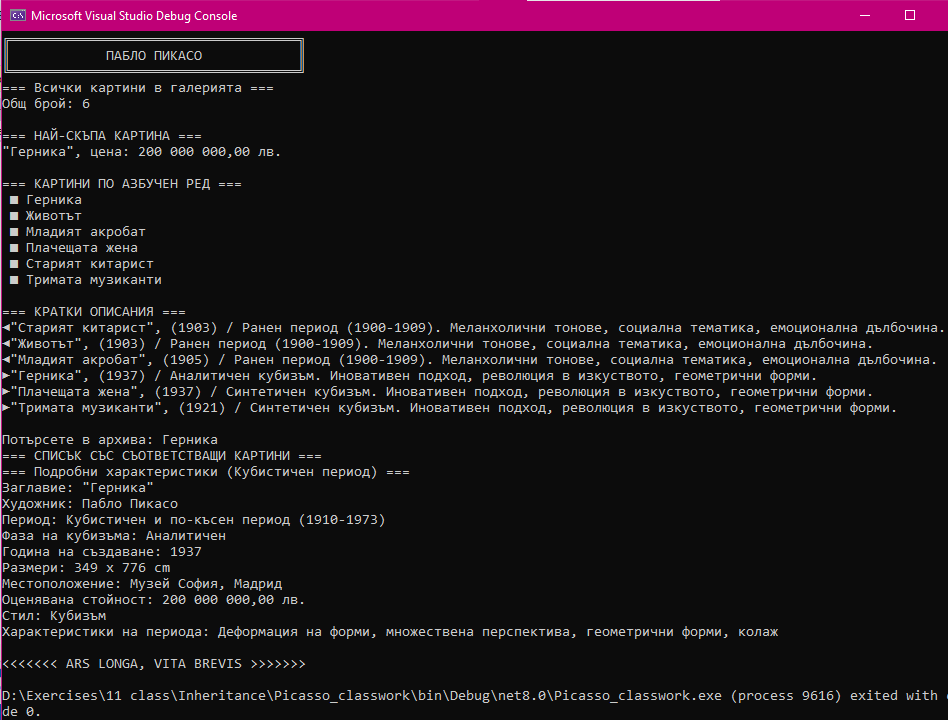 Microsoft Visual Studio Debug Console
ПАБЛО ПИКАСО
=== Всички картини в галерията ===
Общ брой: 6
=== НАЙ-СКЪПА КАРТИНА ===
"Герника", цена: 200 000 000,00 лв.
=== КАРТИНИ ПО АЗБУЧЕН РЕД ===
■ Герника
■ Животът
■ Младият акробат
■ Плачещата жена
■ Старият китарист
■ Тримата музиканти
=== КРАТКИ ОПИСАНИЯ ===
◄"Старият китарист", (1903) / Ранен период (1900-1909). Меланхолични тонове, социална тематика, емоционална дълбочина.
◄"Животът", (1903) / Ранен период (1900-1909). Меланхолични тонове, социална тематика, емоционална дълбочина.
◄"Младият акробат", (1905) / Ранен период (1900-1909). Меланхолични тонове, социална тематика, емоционална дълбочина.
►"Герника", (1937) / Аналитичен кубизъм. Иновативен подход, революция в изкуството, геометрични форми.
►"Плачещата жена", (1937) / Синтетичен кубизъм. Иновативен подход, революция в изкуството, геометрични форми.
►"Тримата музиканти", (1921) / Синтетичен кубизъм. Иновативен подход, революция в изкуството, геометрични форми.
Потърсете в архива: Герника
=== СПИСЪК СЪС СЪОТВЕТСТВАЩИ КАРТИНИ ===
=== Подробни характеристики (Кубистичен период) ===
Заглавие: "Герника"
Художник: Пабло Пикасо
Период: Кубистичен и по-късен период (1910-1973)
Фаза на кубизъма: Аналитичен
Година на създаване: 1937
Размери: 349 x 776 cm
Местоположение: Музей София, Мадрид
Оценявана стойност: 200 000 000,00 лв.
Стил: Кубизъм
Характеристики на периода: Деформация на форми, множествена перспектива, геометрични форми, колаж
<<<<<<< ARS LONGA, VITA BREVIS >>>>>>>
D:\Exercises\11 class\Inheritance\Picasso_classwork\bin\Debug\net8.0\Picasso_classwork.exe (process 9616) exited with
de 0.